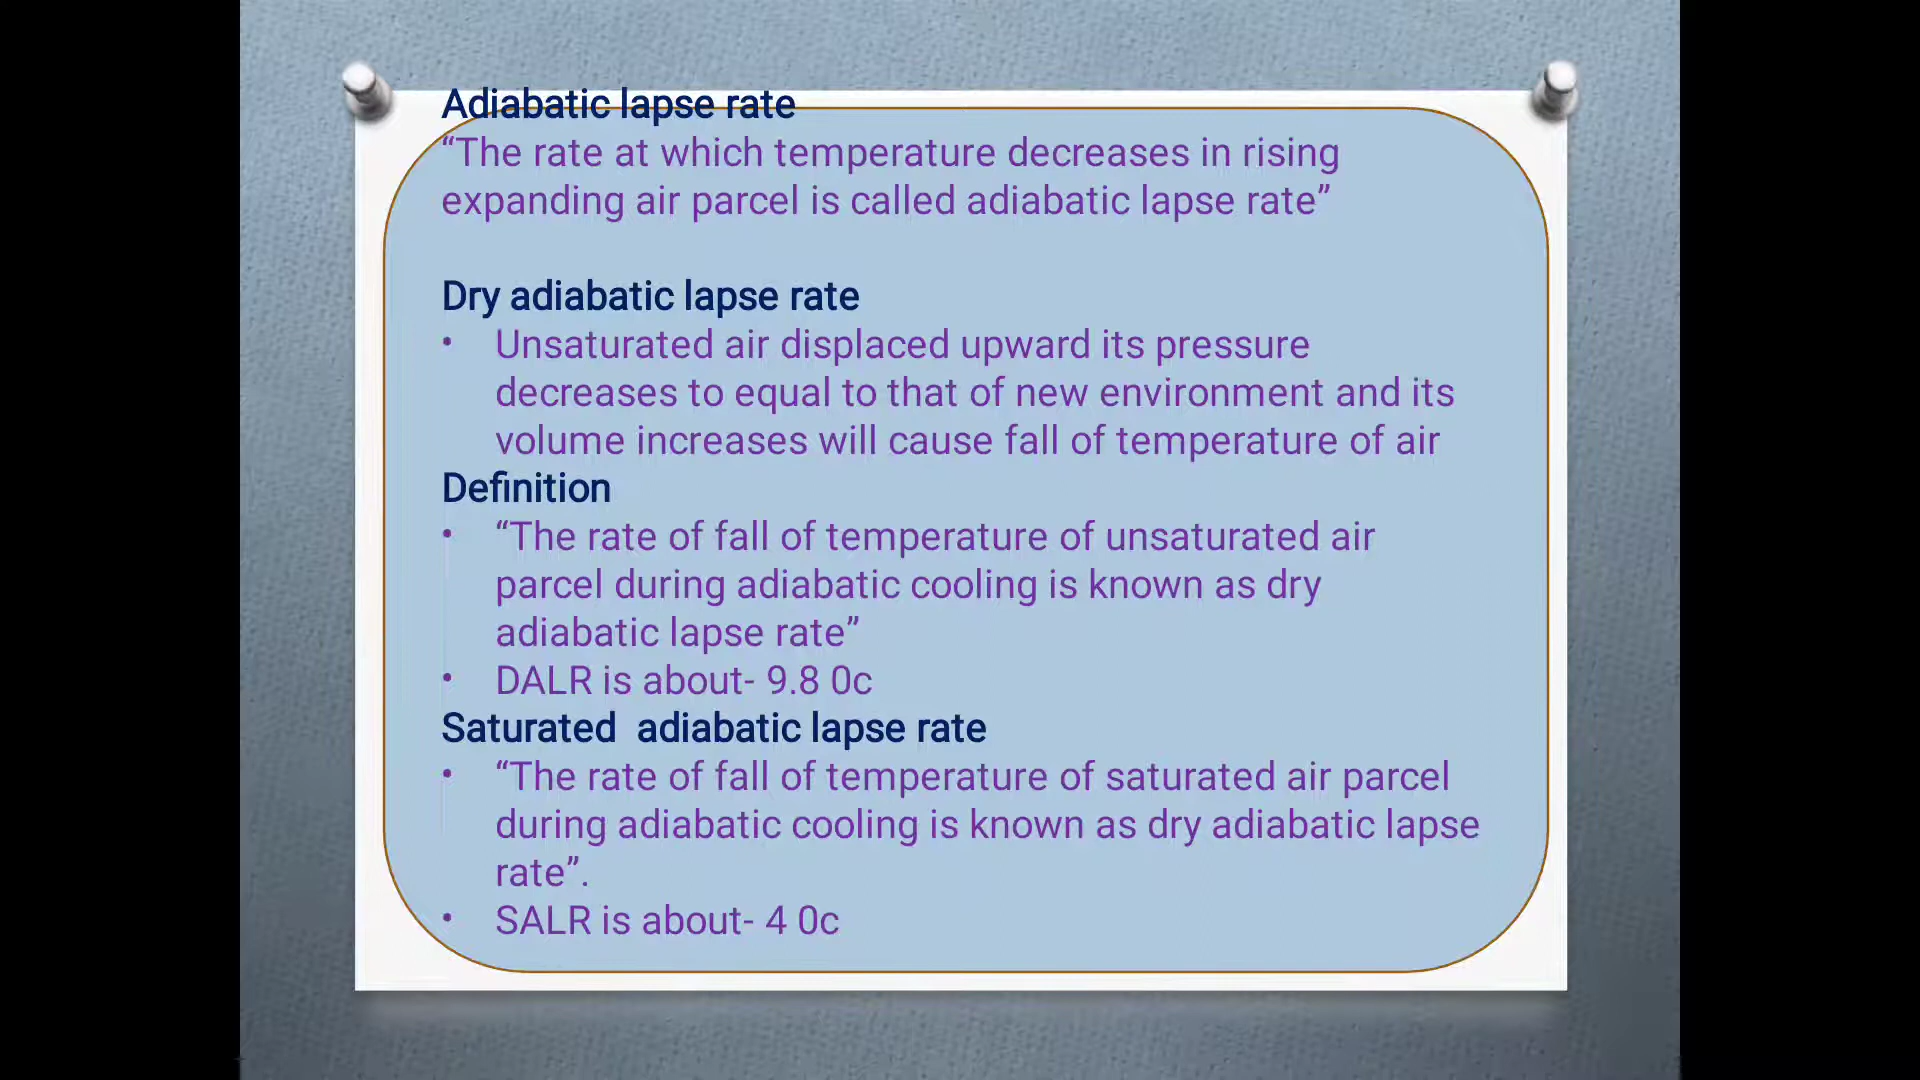 Adiabatic lapse rate
“The rate at which temperature decreases in rising
expanding air parcel is called adiabatic lapse rate”
Dry adiabatic lapse rate
• Unsaturated air displaced upward its pressure
decreases to equal to that of new environment and its
volume increases will cause fall of temperature of air
Definition
• “The rate of fall of temperature of unsaturated air
parcel during adiabatic cooling is known as dry
adiabatic lapse rate”
• DALR is about- 9.8 0c
Saturated  adiabatic lapse rate
• “The rate of fall of temperature of saturated air parcel
during adiabatic cooling is known as dry adiabatic lapse
rate”.
• SALR is about- 4 0c